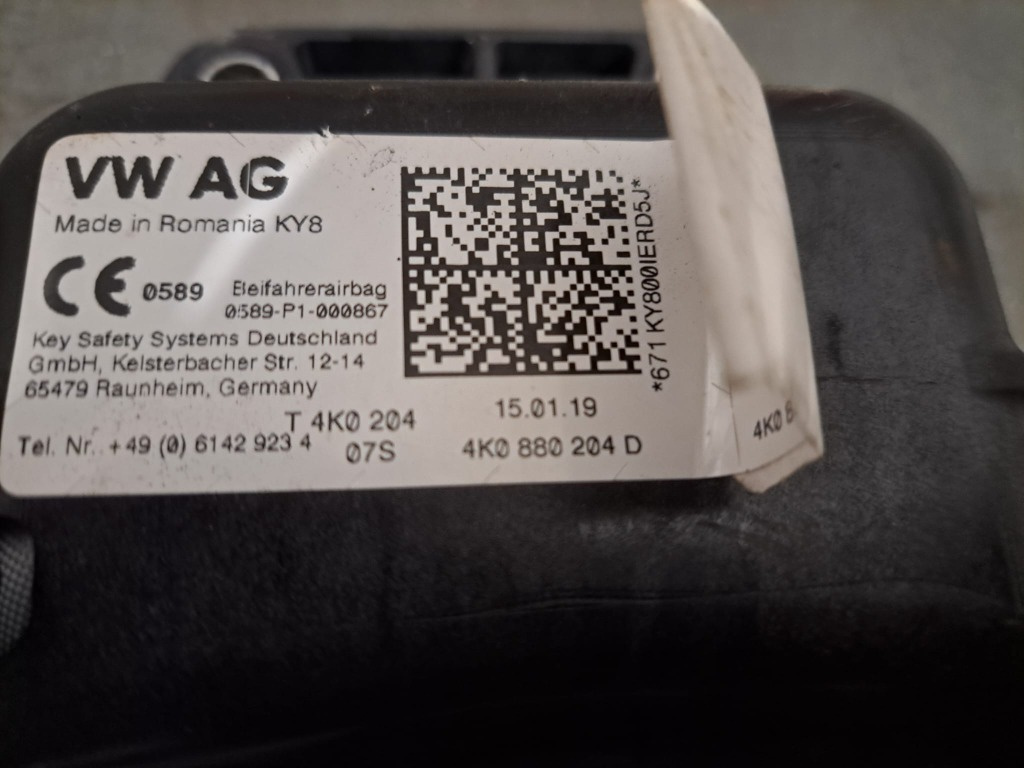 VW AG
Made in Romania KY8
CE 0589 Beifahrerairbag
0589-P1-000867
Key Safety Systems Deutschland
GmbH, Kelsterbacher Str. 12-14
65479 Raunheim, Germany
T 4K0 204
Tel. Nr. +49 (0) 6142 923 4
07S
15.01.19
4K0 880 204 D
*671 KY800IERD5J*
4K0